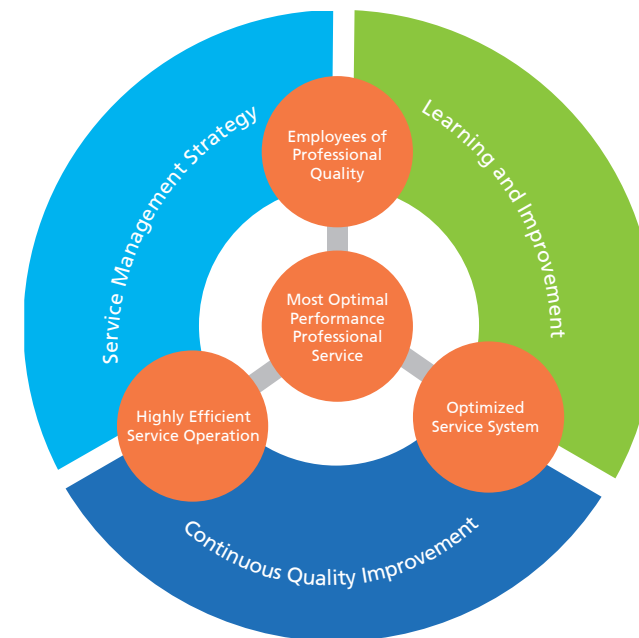 Service Management Strategy
Learning and Improvement
Employees of
Professional
Quality
Most Optimal
Performance
Professional
Service
Highly Efficient
Service Operation
Optimized
Service System
Continuous Quality Improvement